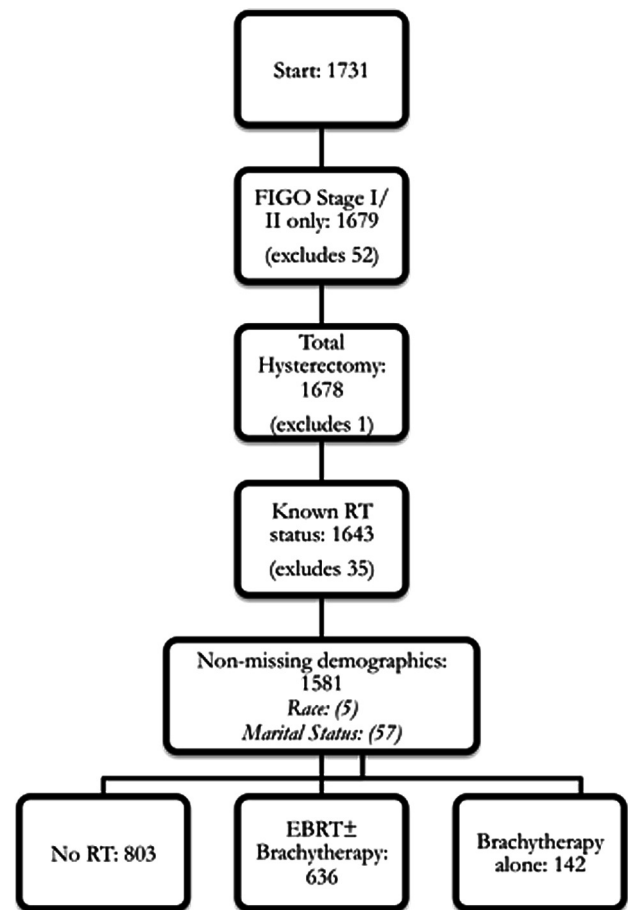 Start: 1731
FIGO Stage I/
II only: 1679
(excludes 52)
Total
Hysterectomy:
1678
(excludes 1)
Known RT
status: 1643
(exludes 35)
Non-missing demographics:
1581
Race: (5)
Marital Status: (57)
No RT: 803
EBRT±
Brachytherapy:
636
Brachytherapy
alone: 142